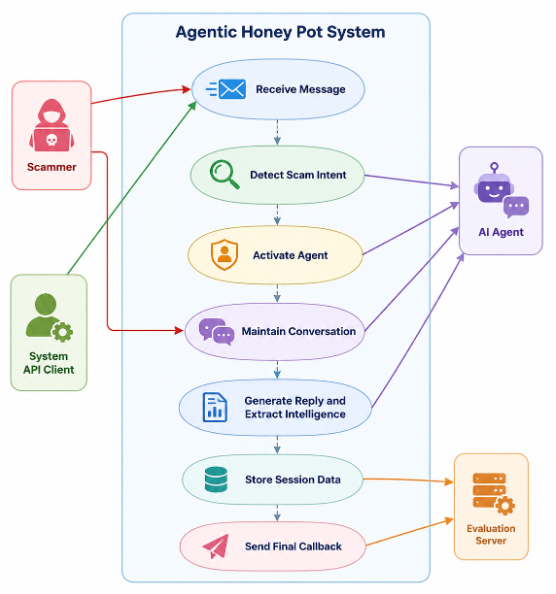 Agentic Honey Pot System
Receive Message
Scammer
Detect Scam Intent
AI Agent
Activate Agent
System
API Client
Maintain Conversation
Generate Reply and
Extract Intelligence
Store Session Data
Evaluation
Server
Send Final Callback